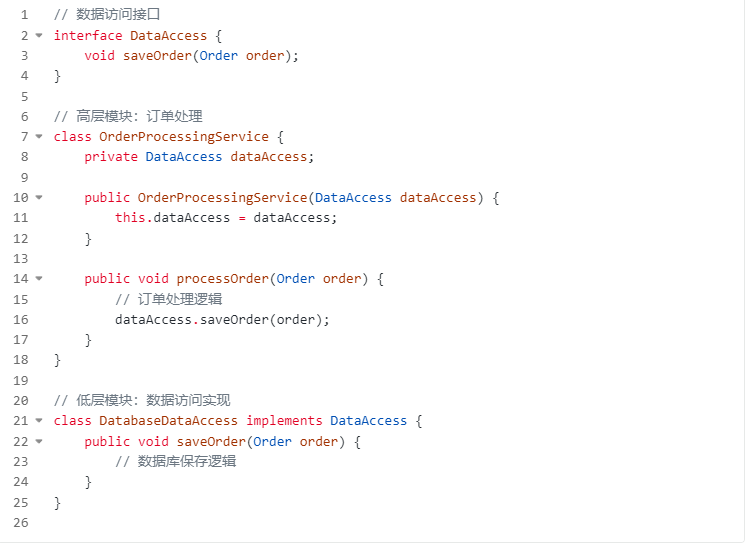 1 // 数据访问接口
2 interface DataAccess {
3     void saveOrder(Order order);
4 }
5
6 // 高层模块：订单处理
7 class OrderProcessingService {
8     private DataAccess dataAccess;
9
10     public OrderProcessingService(DataAccess dataAccess) {
11         this.dataAccess = dataAccess;
12     }
13
14     public void processOrder(Order order) {
15         // 订单处理逻辑
16         dataAccess.saveOrder(order);
17     }
18 }
19
20 // 低层模块：数据访问实现
21 class DatabaseDataAccess implements DataAccess {
22     public void saveOrder(Order order) {
23         // 数据库保存逻辑
24     }
25 }
26